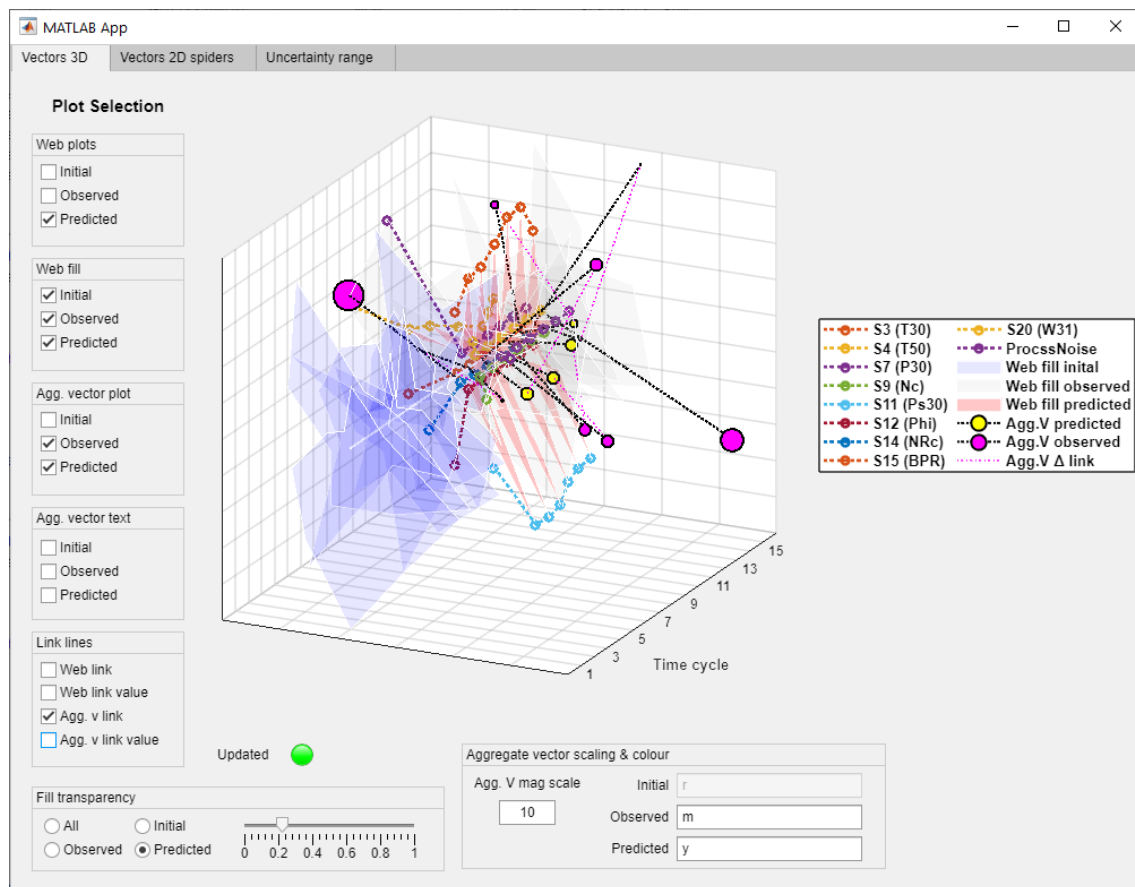 MATLAB App
Vectors 3D
Vectors 2D spiders
Uncertainty range
Plot Selection
Web plots
Initial
Observed
Predicted
Web fill
Initial
Observed
Predicted
Agg. vector plot
Initial
Observed
Predicted
Agg. vector text
Initial
Observed
Predicted
Link lines
Web link
Web link value
Agg. v link
Agg. v link value
15
13
11
9
7
5
3
1
Time cycle
S3 (T30)
S4 (T50)
S7 (P30)
S9 (Nc)
S11 (Ps30)
S12 (Phi)
S14 (NRc)
S15 (BPR)
S20 (W31)
ProcssNoise
Web fill inital
Web fill observed
Web fill predicted
Agg.V predicted
Agg.V observed
Agg.V Δ link
Updated
Fill transparency
All
Initial
Observed
Predicted
0 0.2 0.4 0.6 0.8 1
Aggregate vector scaling & colour
Agg. V mag scale
10
Initial r
Observed m
Predicted y